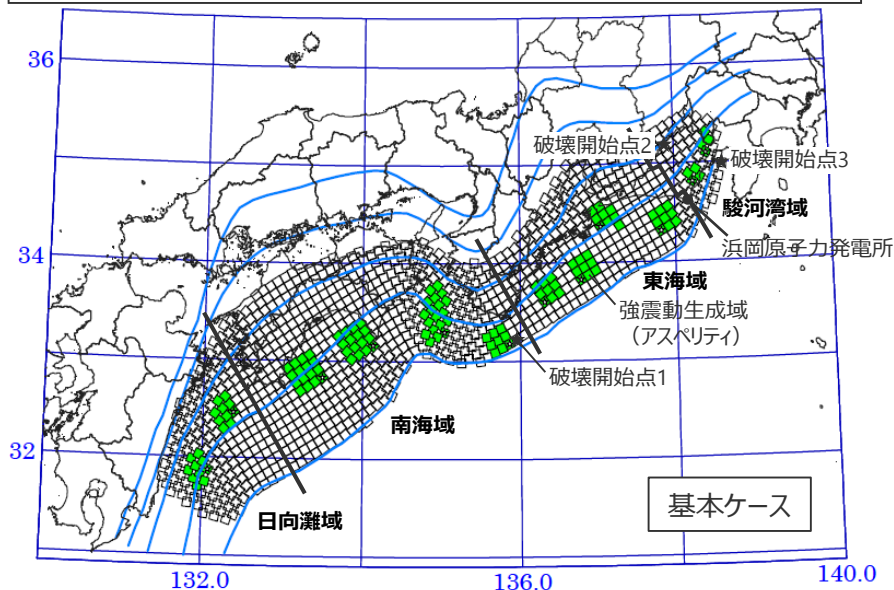 36
破壊開始点2
破壊開始点3
駿河湾域
浜岡原子力発電所
34
東海域
強震動生成域
（アスペリティ）
破壊開始点1
南海域
32
基本ケース
日向灘域
132.0
136.0
140.0